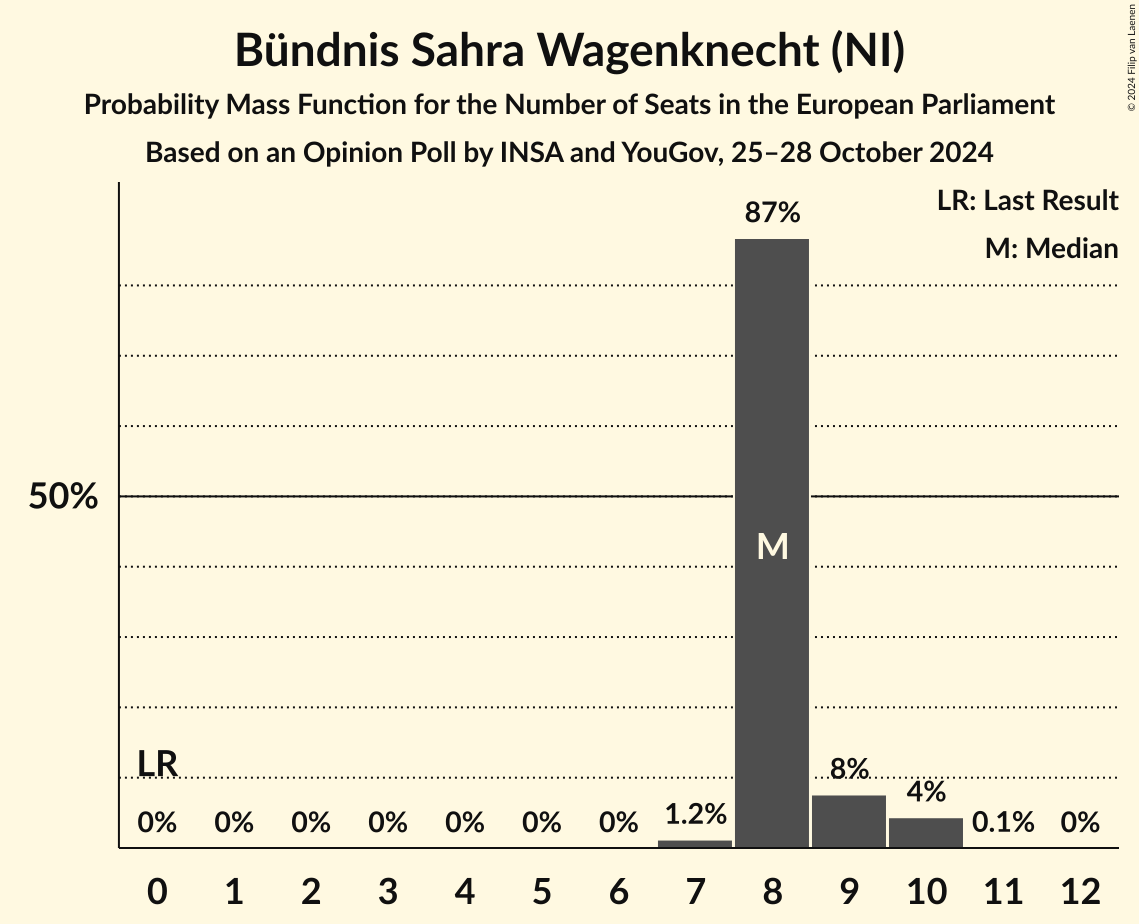 Bündnis Sahra Wagenknecht (NI)
Probability Mass Function for the Number of Seats in the European Parliament
Based on an Opinion Poll by INSA and YouGov, 25–28 October 2024
© 2024 Filip van Laenen
LR: Last Result
M: Median
87%
50%
M
LR
0% 0% 0% 0% 0% 0% 0% 1.2% 8% 4% 0.1% 0%
0 1 2 3 4 5 6 7 8 9 10 11 12